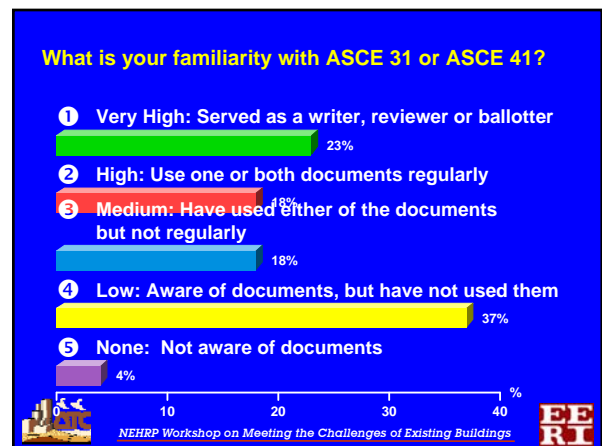 What is your familiarity with ASCE 31 or ASCE 41?
❶ Very High: Served as a writer, reviewer or ballotter
23%
❷ High: Use one or both documents regularly
18%
❸ Medium: Have used either of the documents
but not regularly
18%
❹ Low: Aware of documents, but have not used them
37%
❺ None: Not aware of documents
4%
0 10 20 30 40 %
ATC
NEHRP Workshop on Meeting the Challenges of Existing Buildings
EE
RI